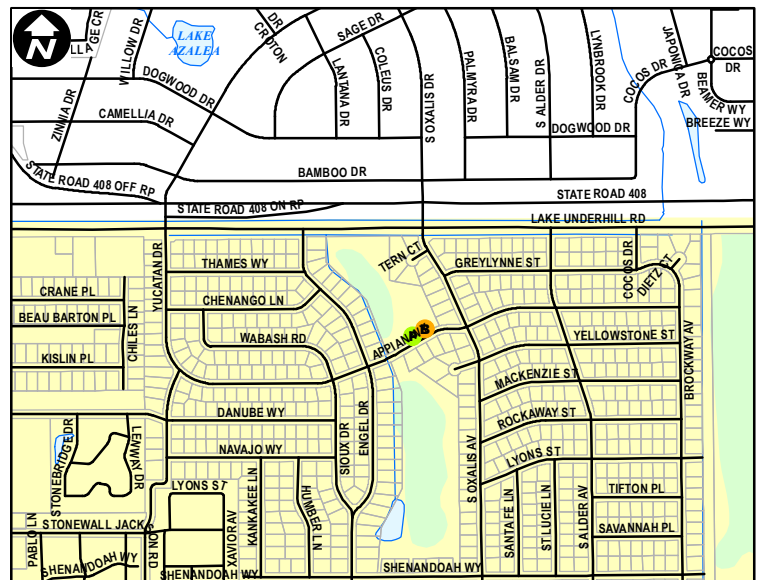 N
LLAGE CR
WILLOW DR
LAKE
AZALEA
CROTON
DR
SAGE DR
LANTANA DR
COLEUS DR
S OXALIS DR
PALMYRA DR
BALSAM DR
S ALDER DR
LYNBROOK DR
COCOS DR
JAPONICA DR
BEAMER
WY
COCOS
DR
BREEZE WY
ZINNIA DR
DOGWOOD DR
CAMELLIA DR
DOGWOOD DR
BAMBOO DR
STATE ROAD 408 OFF RP
STATE ROAD 408 ON RP
STATE ROAD 408
LAKE UNDERHILL RD
YUCATAN DR
TERN CT
GREYLYNNE ST
COCOS DR
DIETZ CT
THAMES WY
CRANE PL
CHENANGO LN
BEAU BARTON PL
CHILES LN
WABASH RD
KISLIN PL
APPIAN
YELLOWSTONE ST
BROCKWAY AV
MACKENZIE ST
ROCKAWAY ST
DANUBE WY
SIOUX DR
ENGEL DR
STONEBRIDGE DR
LENWAY DR
NAVAJO WY
S OXALIS AV
LYONS ST
LYONS ST
XAVIOR AV
KANKAKEE LN
HUMBER LN
SANTA FE LN
ST LUCIE LN
S ALDER AV
TIFTON PL
SAVANNAH PL
STONEWALL JACKSON RD
PABLO LN
SHENANDOAH WY
SHENANDOAH WY
SHENANDOAH WY